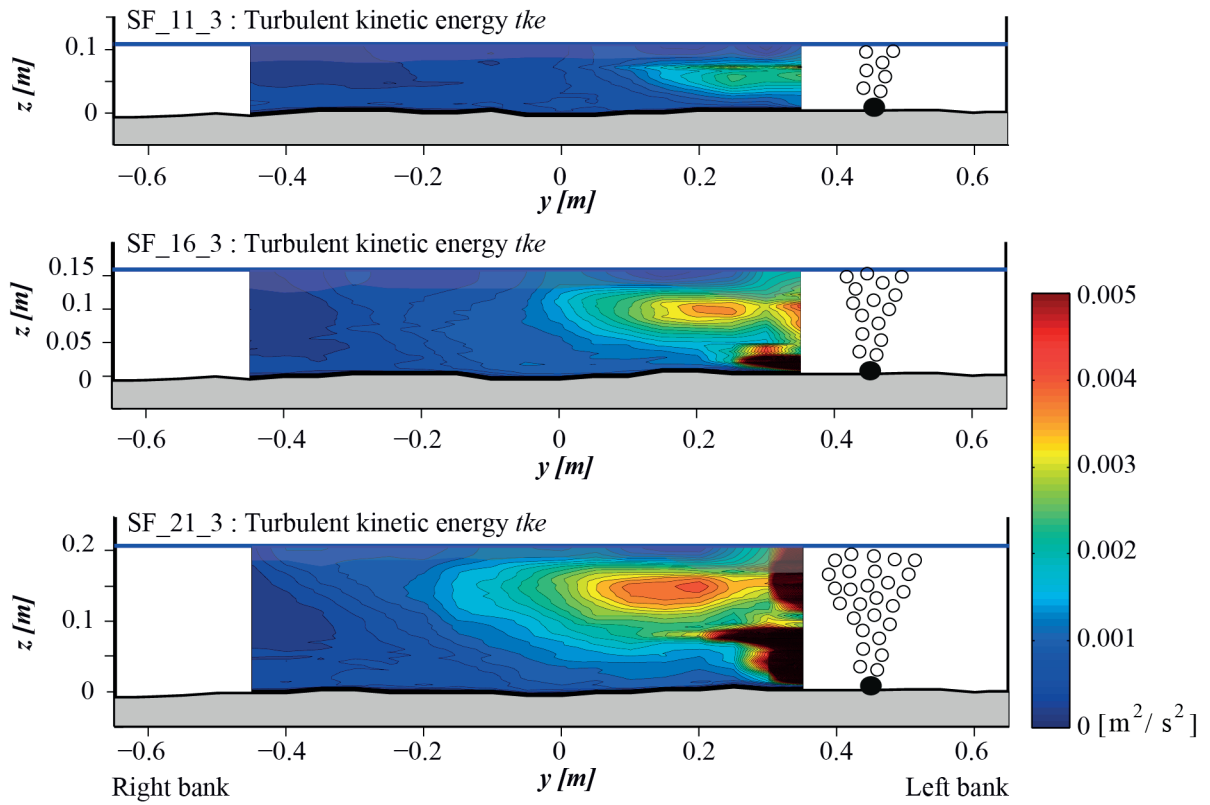 SF_11_3 : Turbulent kinetic energy tke
0.1
0
z [m]
−0.6 −0.4 −0.2 0 0.2 0.4 0.6
y [m]
SF_16_3 : Turbulent kinetic energy tke
0.15
0.1
0.05
0
z [m]
−0.6 −0.4 −0.2 0 0.2 0.4 0.6
y [m]
SF_21_3 : Turbulent kinetic energy tke
0.2
0.1
0
z [m]
−0.6 −0.4 −0.2 0 0.2 0.4 0.6
Right bank y [m] Left bank
0.005
0.004
0.003
0.002
0.001
0 [m²/ s²]